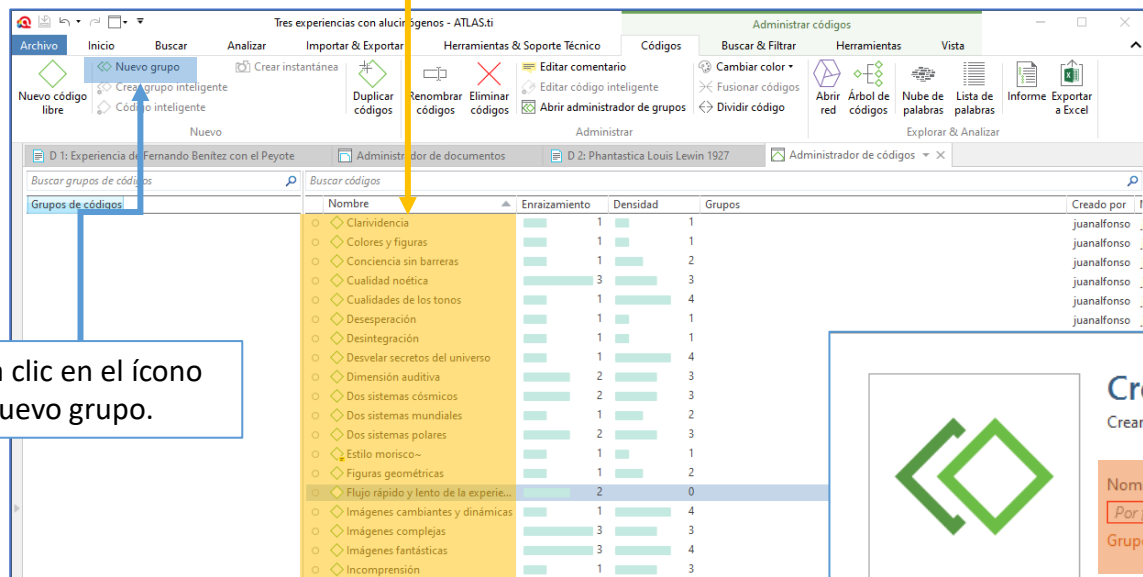 Tres experiencias con alucinógenos - ATLAS.ti
Administrar códigos
Archivo Inicio Buscar Analizar Importar & Exportar Herramientas & Soporte Técnico Códigos Buscar & Filtrar Herramientas Vista
Nuevo código libre
Nuevo grupo
Crear grupo inteligente
Código inteligente
Crear instantánea
Nuevo
Duplicar códigos
Renombrar códigos
Eliminar códigos
Editar comentario
Editar código inteligente
Abrir administrador de grupos
Cambiar color
Fusionar códigos
Dividir código
Administrar
Abrir red
Árbol de códigos
Nube de palabras
Lista de palabras
Informe
Exportar a Excel
Explorar & Analizar
D 1: Experiencia de Fernando Benítez con el Peyote
Administrador de documentos
D 2: Phantastica Louis Lewin 1927
Administrador de códigos
Buscar grupos de códigos
Buscar códigos
Grupos de códigos
Nombre Enraizamiento Densidad Grupos Creado por
Clarividencia 1 1 juanalfonso
Colores y figuras 1 1 juanalfonso
Conciencia sin barreras 1 2 juanalfonso
Cualidad noética 3 3 juanalfonso
Cualidades de los tonos 1 4 juanalfonso
Desesperación 1 1 juanalfonso
Desintegración 1 1
Desvelar secretos del universo 1 4
Dimensión auditiva 2 3
Dos sistemas cósmicos 2 3
Dos sistemas mundiales 1 2
Dos sistemas polares 2 3
Estilo morisco~ 1 1
Figuras geométricas 1 2
Flujo rápido y lento de la experie... 2 0
Imágenes cambiantes y dinámicas 1 4
Imágenes complejas 3 3
Imágenes fantásticas 3 4
Incomprensión 1 3
clic en el ícono
uevo grupo.
Cre
Crear
Nom
Por
Grup